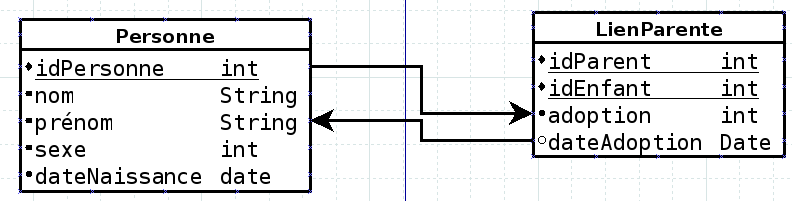 Personne
idPersonne int
nom String
prénom String
sexe int
dateNaissance date
LienParente
idParent int
idEnfant int
adoption int
dateAdoption Date